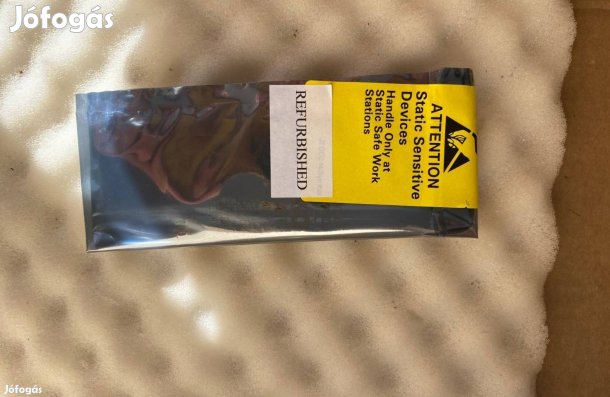 Jófogás
REFURBISHED
ATTENTION
Static Sensitive
Devices
Handle Only at
Static Safe Work
Stations
Jófogás